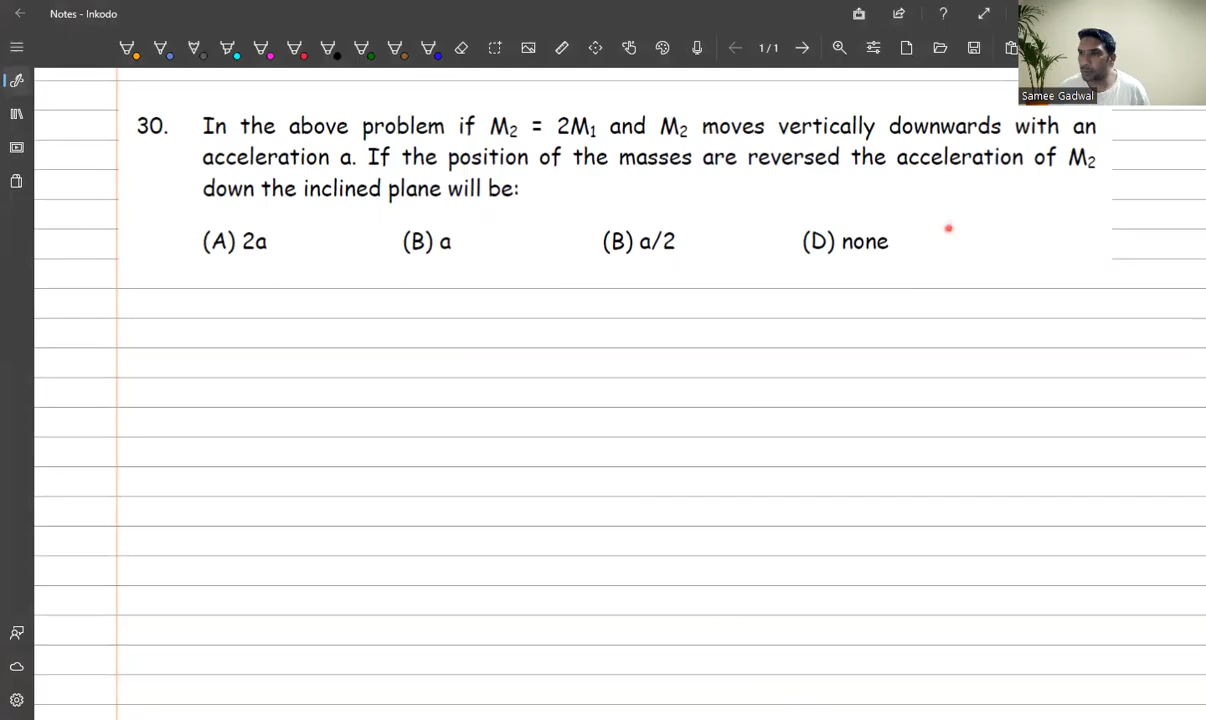 Notes - Inkodo
1/1
Samee Gadwal
30. In the above problem if M₂ = 2M₁ and M₂ moves vertically downwards with an
acceleration a. If the position of the masses are reversed the acceleration of M₂
down the inclined plane will be:
(A) 2a (B) a (B) a/2 (D) none